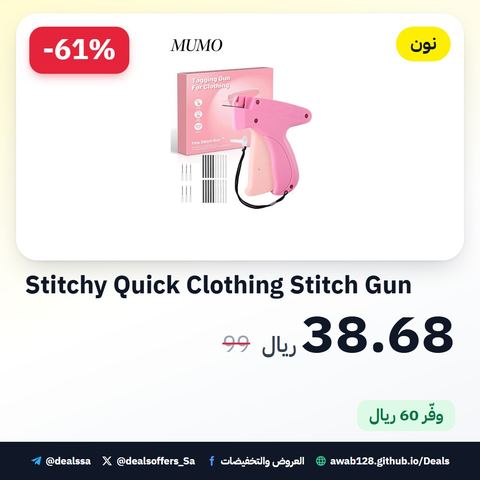 -61%
MUMO
نون
Tagging Gun
For Clothing
Stitchy Quick Clothing Stitch Gun
38.68 ريال 99
وفّر 60 ريال
@dealssa @dealsoffers_Sa العروض والتخفيضات awab128.github.io/Deals